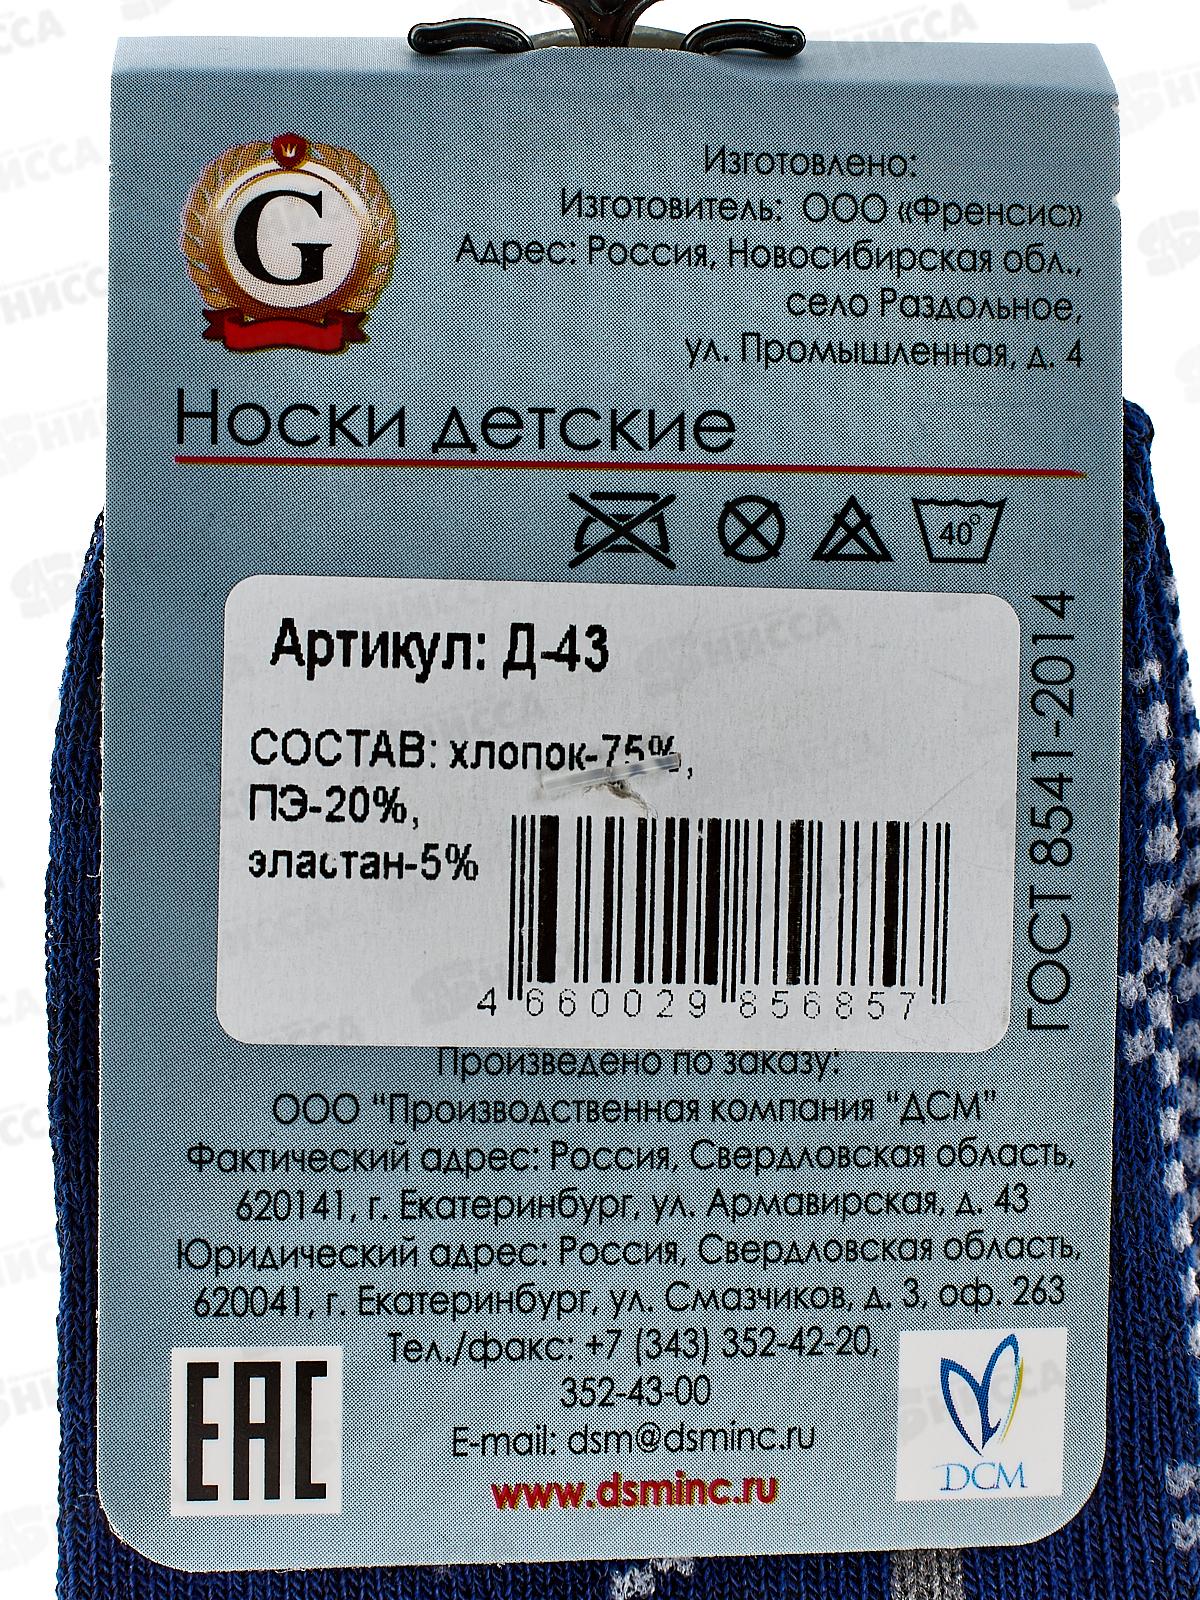 G
Изготовлено:
Изготовитель: ООО «Френсис»
Адрес: Россия, Новосибирская обл.,
село Раздольное,
ул. Промышленная, д. 4
Носки детские
40°
Артикул: Д-43
СОСТАВ: хлопок-75%,
ПЭ-20%,
эластан-5%
4 660029 856857
ГОСТ 8541-2014
Произведено по заказу:
ООО "Производственная компания "ДСМ"
Фактический адрес: Россия, Свердловская область,
620141, г. Екатеринбург, ул. Армавирская, д. 43
Юридический адрес: Россия, Свердловская область,
620041, г. Екатеринбург, ул. Смазчиков, д. 3, оф. 263
Тел./факс: +7 (343) 352-42-20,
352-43-00
E-mail: dsm@dsminc.ru
www.dsminc.ru
EAC
DCM